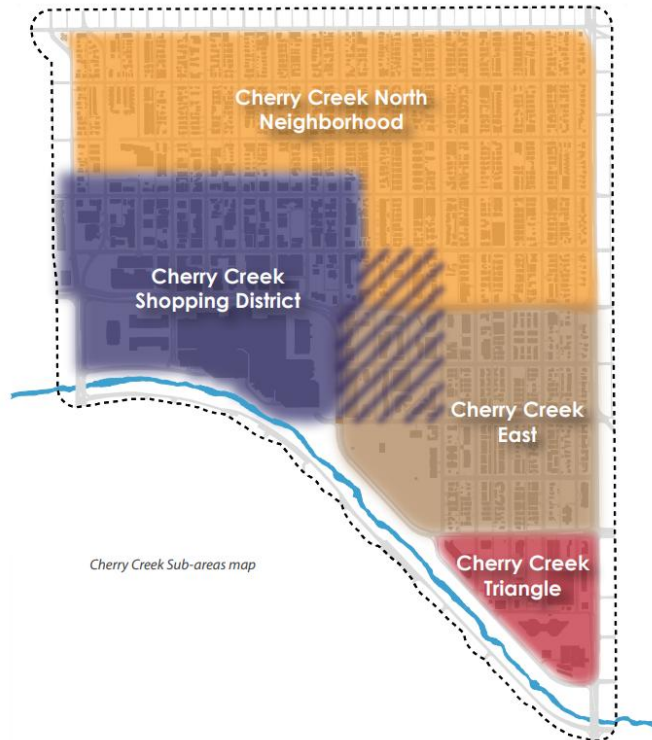 Cherry Creek North
Neighborhood
Cherry Creek
Shopping District
Cherry Creek
East
Cherry Creek
Triangle
Cherry Creek Sub-areas map